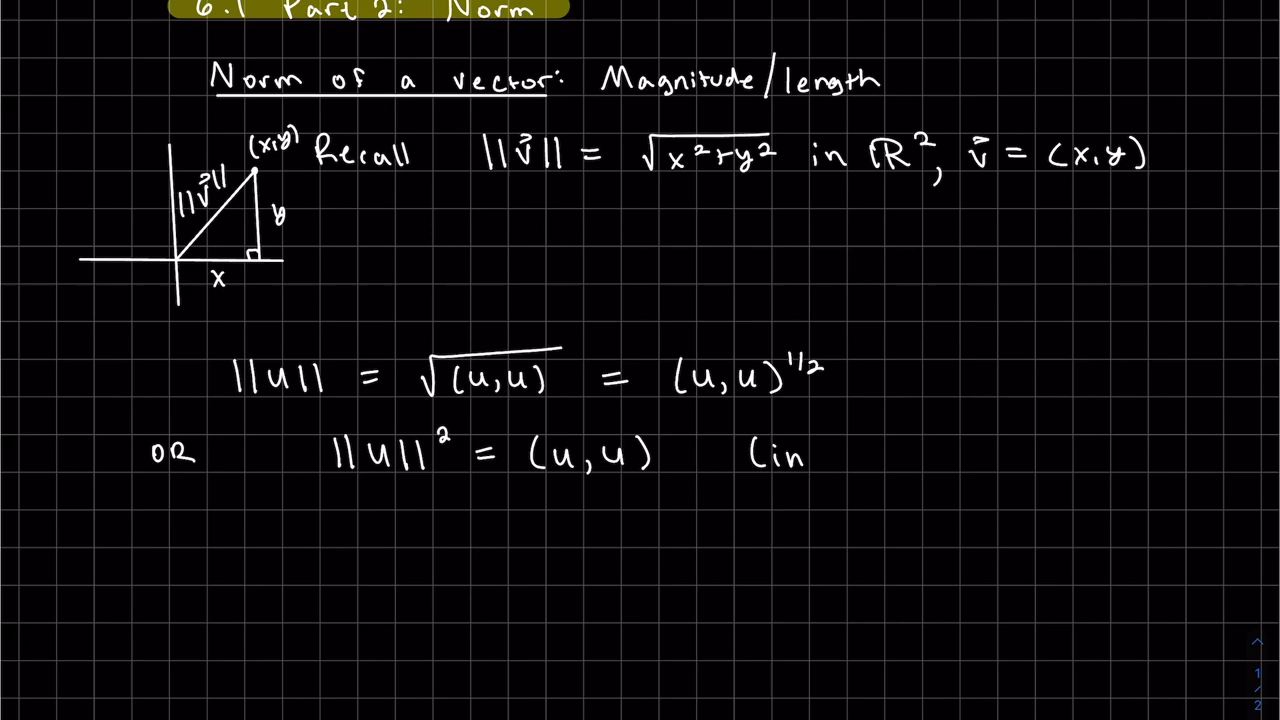 6.1 Part 2: Norm
Norm of a vector: Magnitude/length
(x,y) Recall ||v⃗|| = √x²+y² in ℝ², v⃗ = (x,y)
||v⃗||
y
x
||u|| = √(u,u) = (u,u)^1/2
OR ||u||² = (u,u) (in
1
/
2